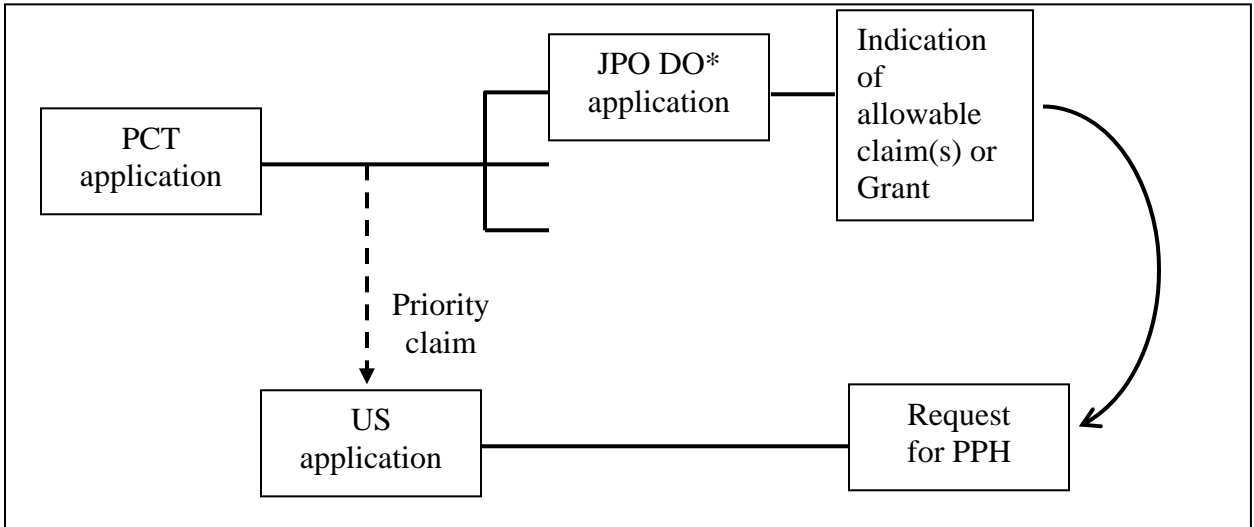 JPO DO*
application
Indication
of
allowable
claim(s) or
Grant
PCT
application
Priority
claim
US
application
Request
for PPH